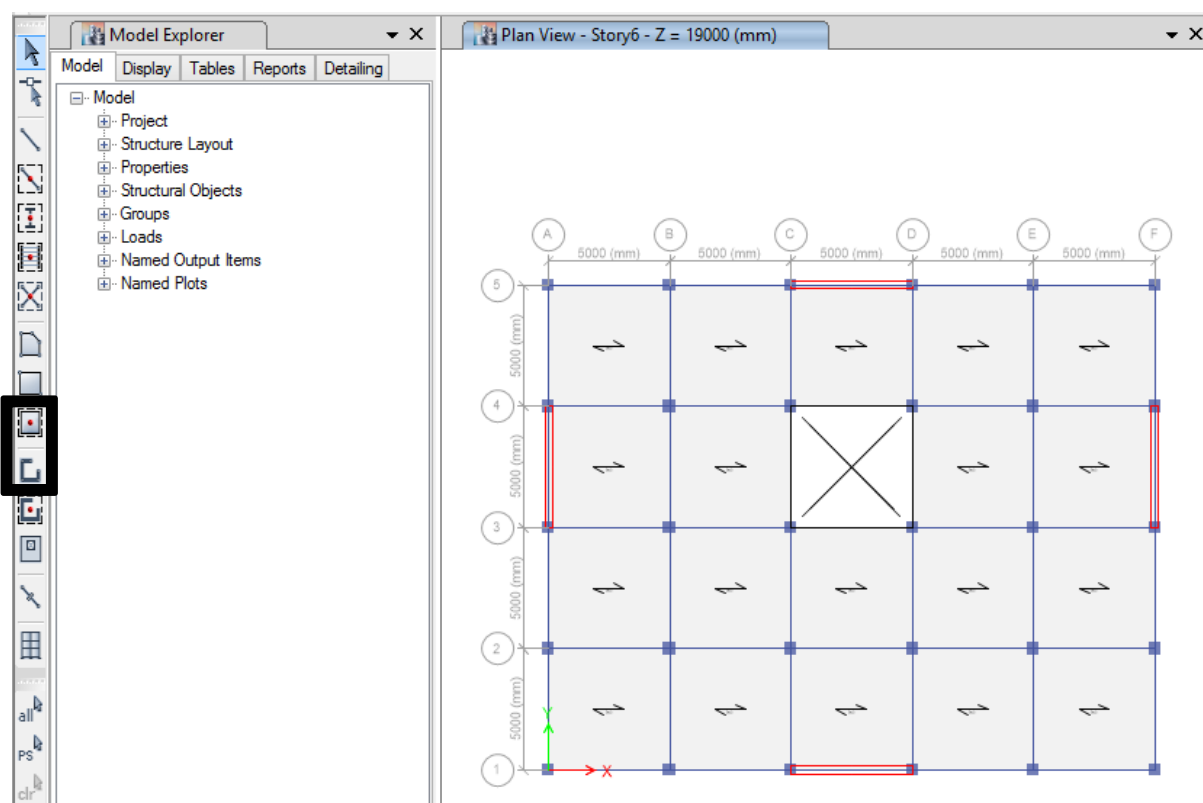 Model Explorer
Plan View - Story6 - Z = 19000 (mm)
Model Display Tables Reports Detailing
Model
Project
Structure Layout
Properties
Structural Objects
Groups
Loads
Named Output Items
Named Plots
A B C D E F
5000 (mm) 5000 (mm) 5000 (mm) 5000 (mm) 5000 (mm)
5
5000 (mm)
4
5000 (mm)
3
5000 (mm)
2
5000 (mm)
1
Y
X
all
PS
clr